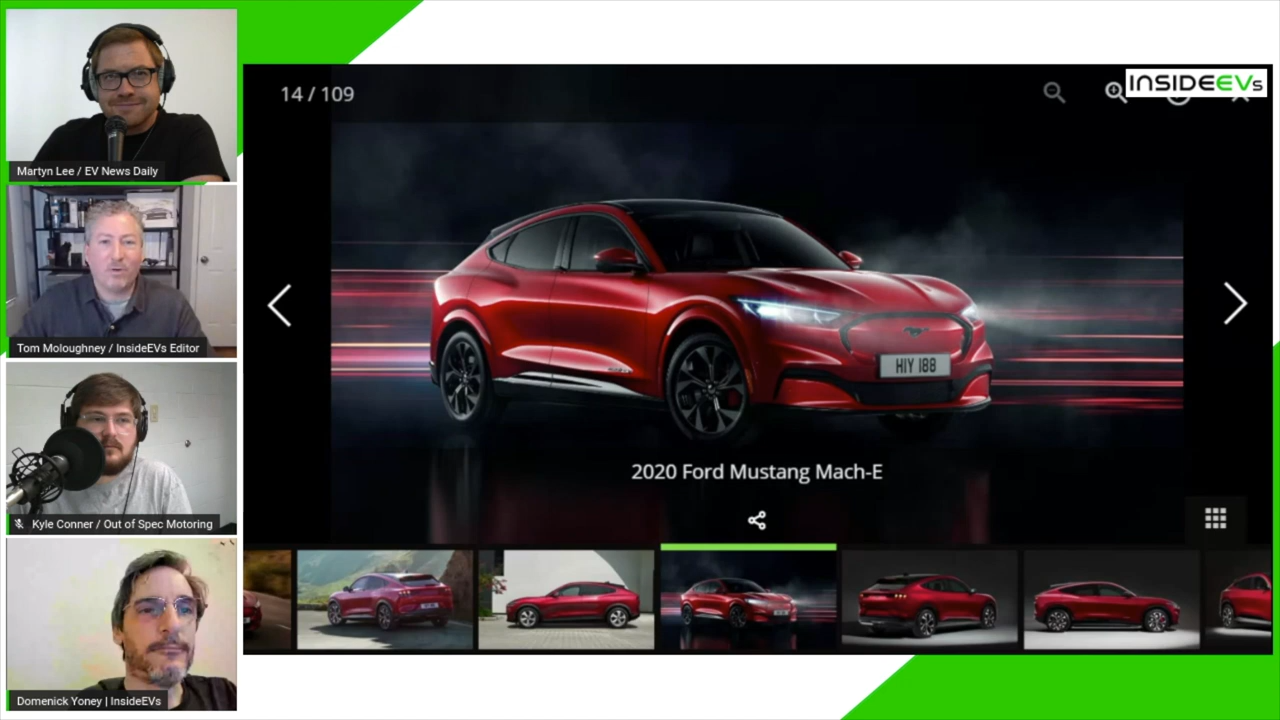 Martyn Lee / EV News Daily
Tom Moloughney / InsideEVs Editor
Kyle Conner / Out of Spec Motoring
Domenick Yoney | InsideEVs
14 / 109
INSIDEEVs
HIY 188
2020 Ford Mustang Mach-E